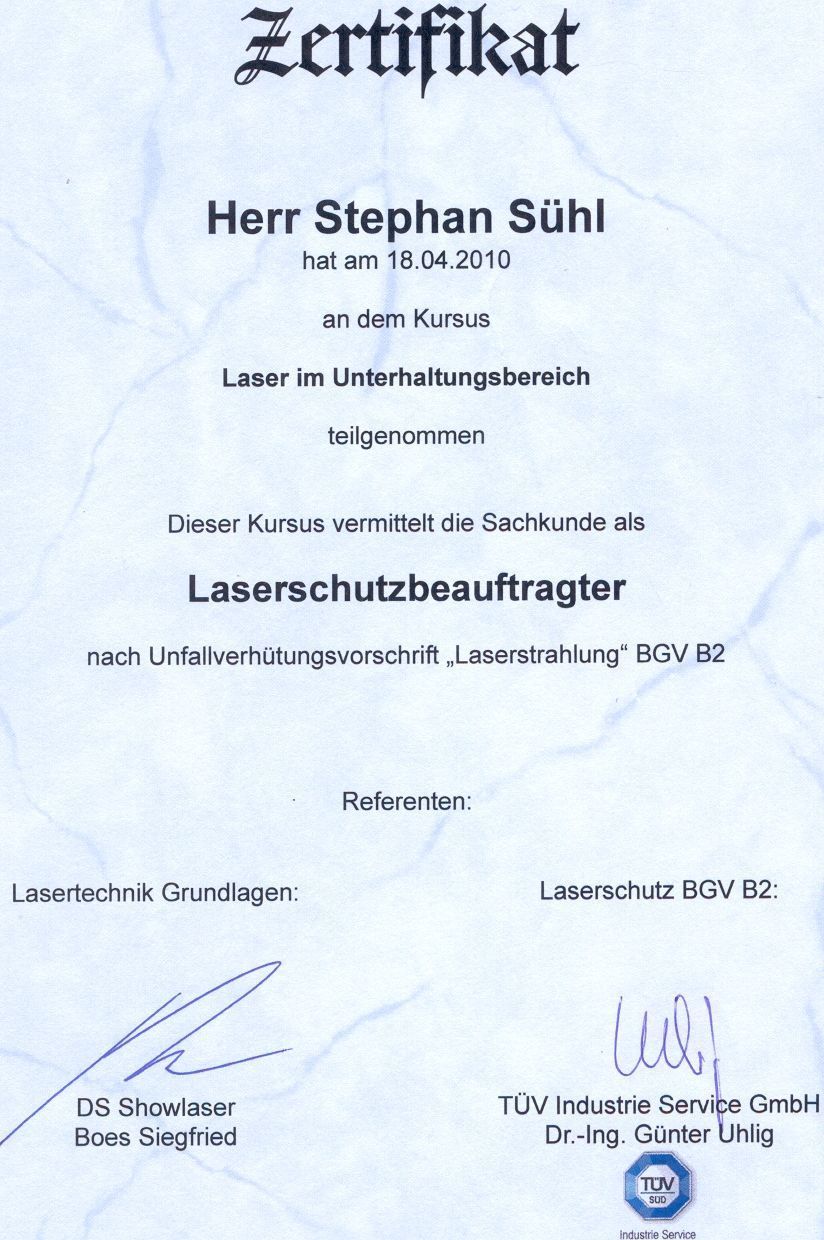 Zertifikat
Herr Stephan Sühl
hat am 18.04.2010
an dem Kursus
Laser im Unterhaltungsbereich
teilgenommen
Dieser Kursus vermittelt die Sachkunde als
Laserschutzbeauftragter
nach Unfallverhütungsvorschrift „Laserstrahlung“ BGV B2
Referenten:
Lasertechnik Grundlagen:
Laserschutz BGV B2:
DS Showlaser
Boes Siegfried
TÜV Industrie Service GmbH
Dr.-Ing. Günter Uhlig
TÜV
SÜD
Industrie Service